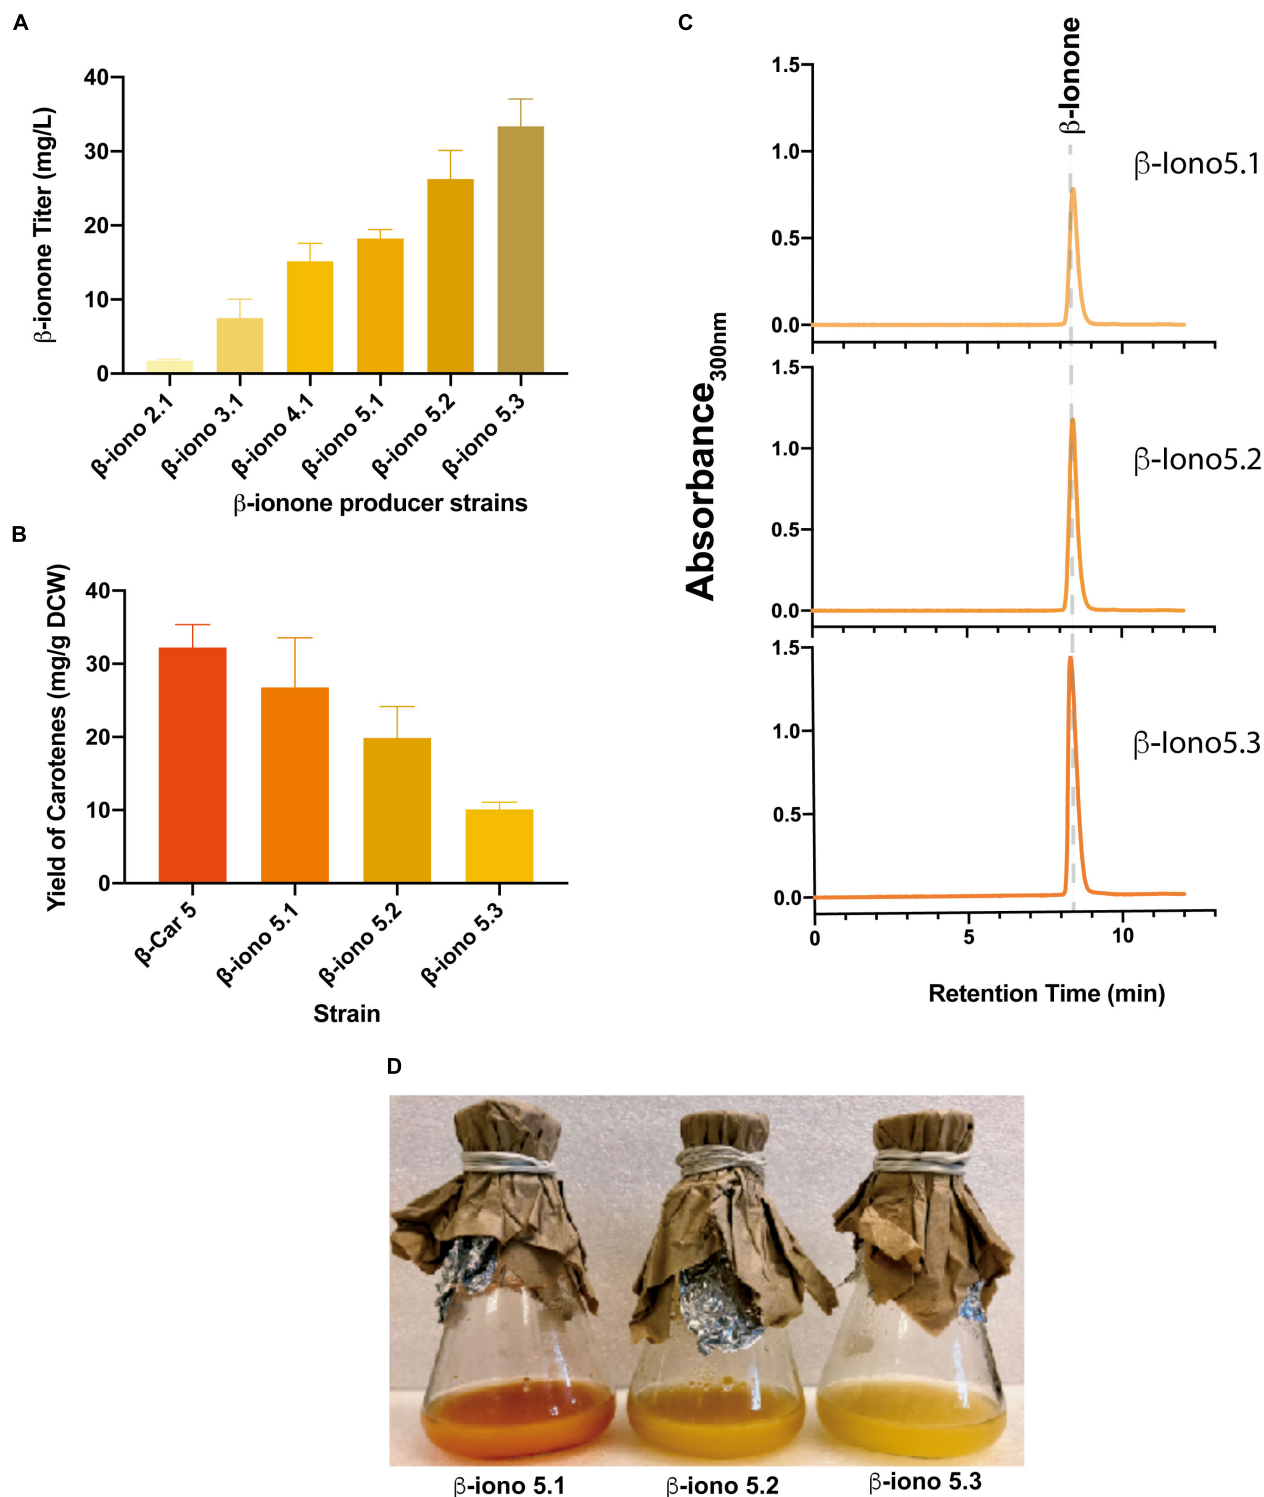 A
β-ionone Titer (mg/L)
40
30
20
10
0
β-iono 2.1
β-iono 3.1
β-iono 4.1
β-iono 5.1
β-iono 5.2
β-iono 5.3
β-ionone producer strains
B
Yield of Carotenes (mg/g DCW)
40
30
20
10
0
β-Car 5
β-iono 5.1
β-iono 5.2
β-iono 5.3
Strain
C
β-Ionone
Absorbance300nm
1.5
1.0
0.5
0.0
β-Iono5.1
1.5
1.0
0.5
0.0
β-Iono5.2
1.5
1.0
0.5
0.0
β-Iono5.3
0
5
10
Retention Time (min)
D
β-iono 5.1
β-iono 5.2
β-iono 5.3